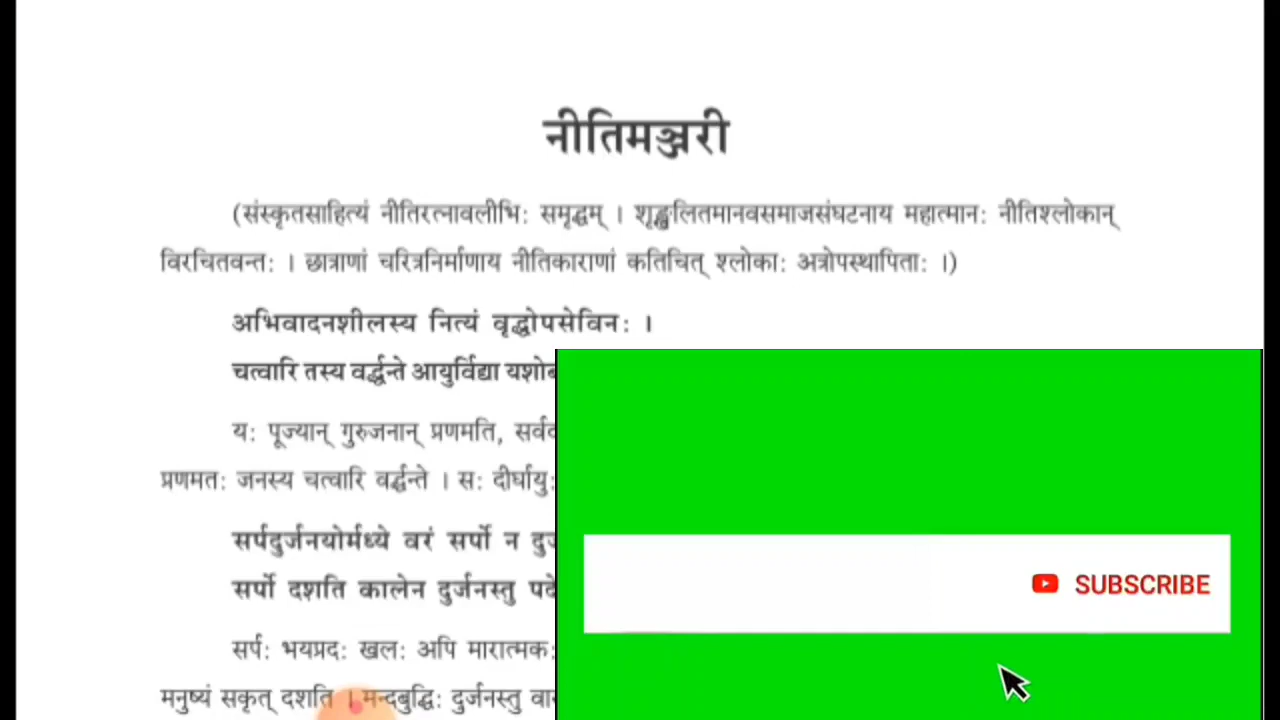 नीतिमञ्जरी
(संस्कृतसाहित्यं नीतिरत्नावलीभिः समृद्धम् । शृङ्खलितमानवसमाजसंघटनाय महात्मानः नीतिश्लोकान्
विरचितवन्तः । छात्राणां चरित्रनिर्माणाय नीतिकाराणां कतिचित् श्लोकाः अत्रोपस्थापिताः ।)
अभिवादनशीलस्य नित्यं वृद्धोपसेविनः ।
चत्वारि तस्य वर्द्धन्ते आयुर्विद्या
यः पूज्यान् गुरुजनान् प्रणमति,
प्रणमतः जनस्य चत्वारि वर्द्धन्ते । सः दीर्घायुः
सर्पदुर्जनयोर्मध्ये वरं सर्पो न
सर्पो दशति कालेन दुर्जनस्तु
SUBSCRIBE
सर्पः भयप्रदः खलः अपि मारात्मकः
मनुष्यं सकृत् दशति । मन्दबुद्धिः दुर्जनस्तु